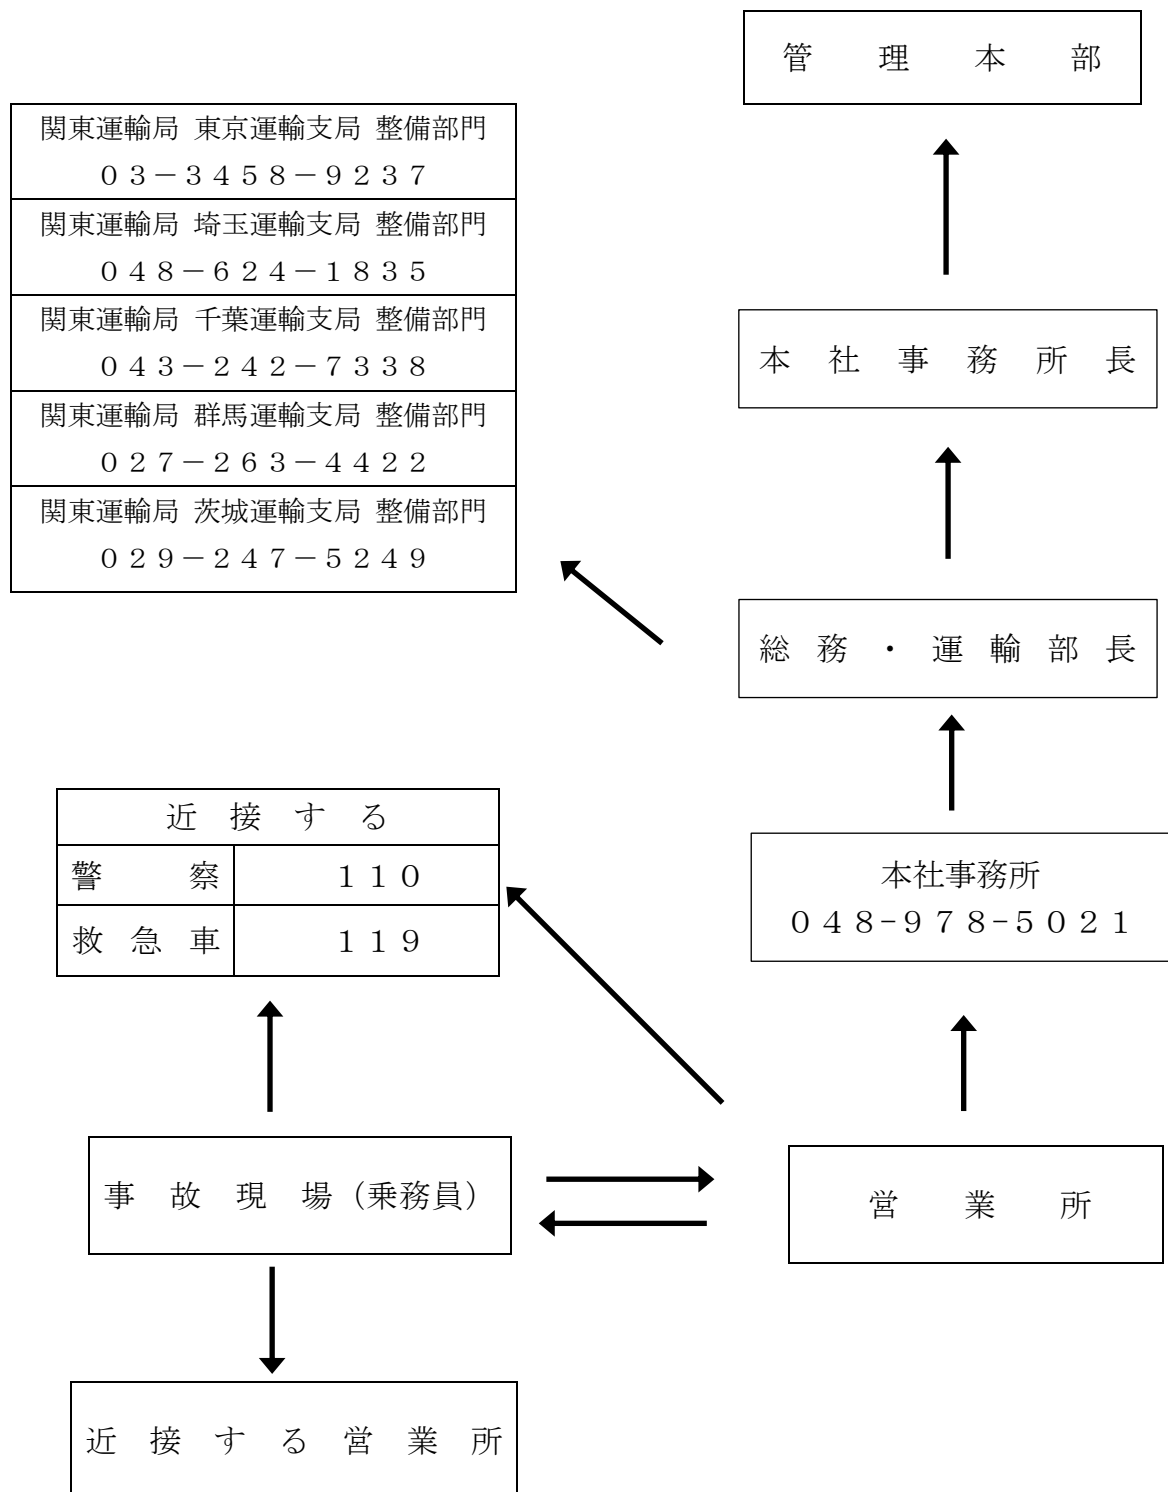 管理本部
関東運輸局 東京運輸支局 整備部門
０３－３４５８－９２３７
関東運輸局 埼玉運輸支局 整備部門
０４８－６２４－１８３５
関東運輸局 千葉運輸支局 整備部門
０４３－２４２－７３３８
関東運輸局 群馬運輸支局 整備部門
０２７－２６３－４４２２
関東運輸局 茨城運輸支局 整備部門
０２９－２４７－５２４９
本社事務所長
総務・運輸部長
近接する
警察 １１０
救急車 １１９
本社事務所
０４８-９７８-５０２１
事故現場（乗務員）
営業所
近接する営業所